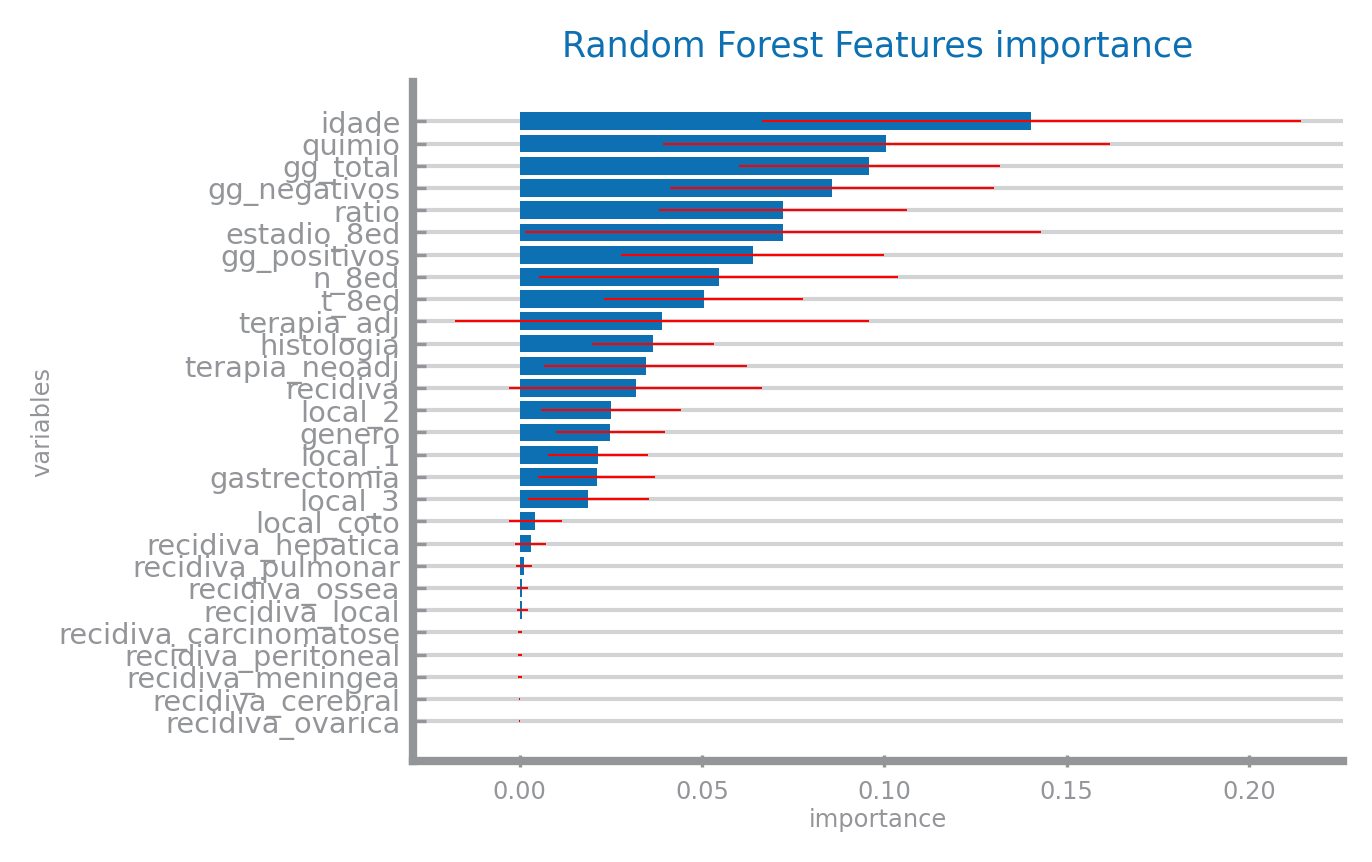 Random Forest Features importance
idade
quimio
gg_total
gg_negativos
ratio
estadio_8ed
gg_positivos
n_8ed
t_8ed
terapia_adj
histologia
terapia_neoadj
recidiva
local_2
genero
local_1
gastrectomia
local_3
local_coto
recidiva_hepatica
recidiva_pulmonar
recidiva_ossea
recidiva_local
recidiva_carcinomatose
recidiva_peritoneal
recidiva_meningea
recidiva_cerebral
recidiva_ovarica
variables
0.00 0.05 0.10 0.15 0.20
importance